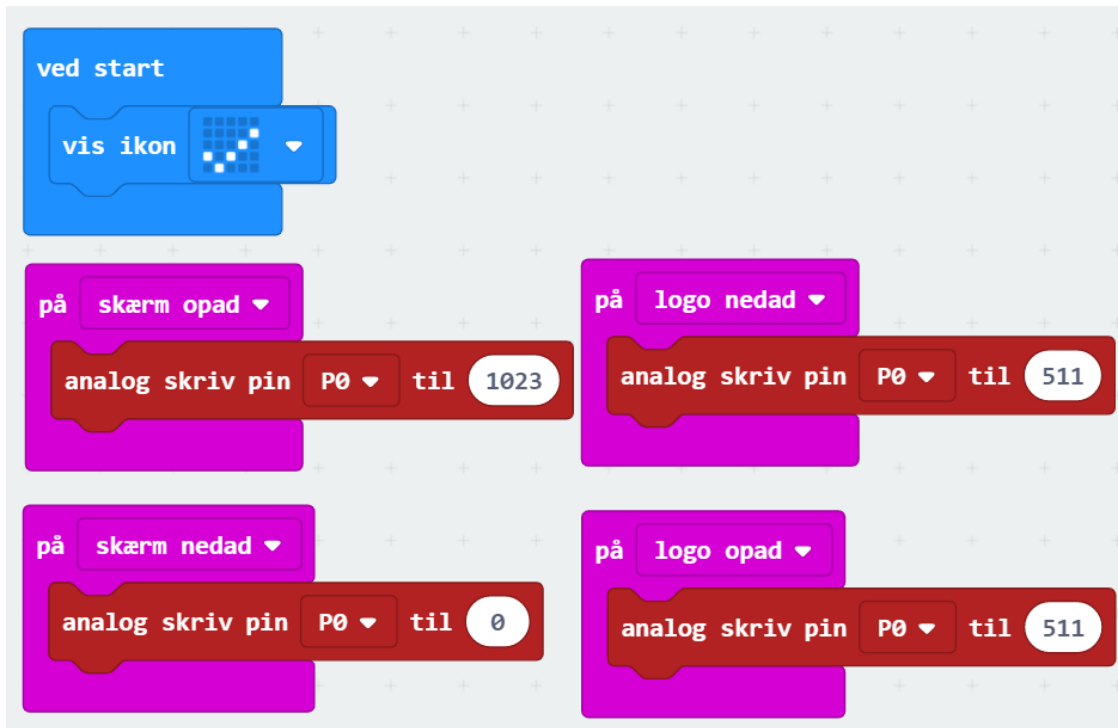 ved start
vis ikon
på skærm opad
analog skriv pin P0 til 1023
på logo nedad
analog skriv pin P0 til 511
på skærm nedad
analog skriv pin P0 til 0
på logo opad
analog skriv pin P0 til 511